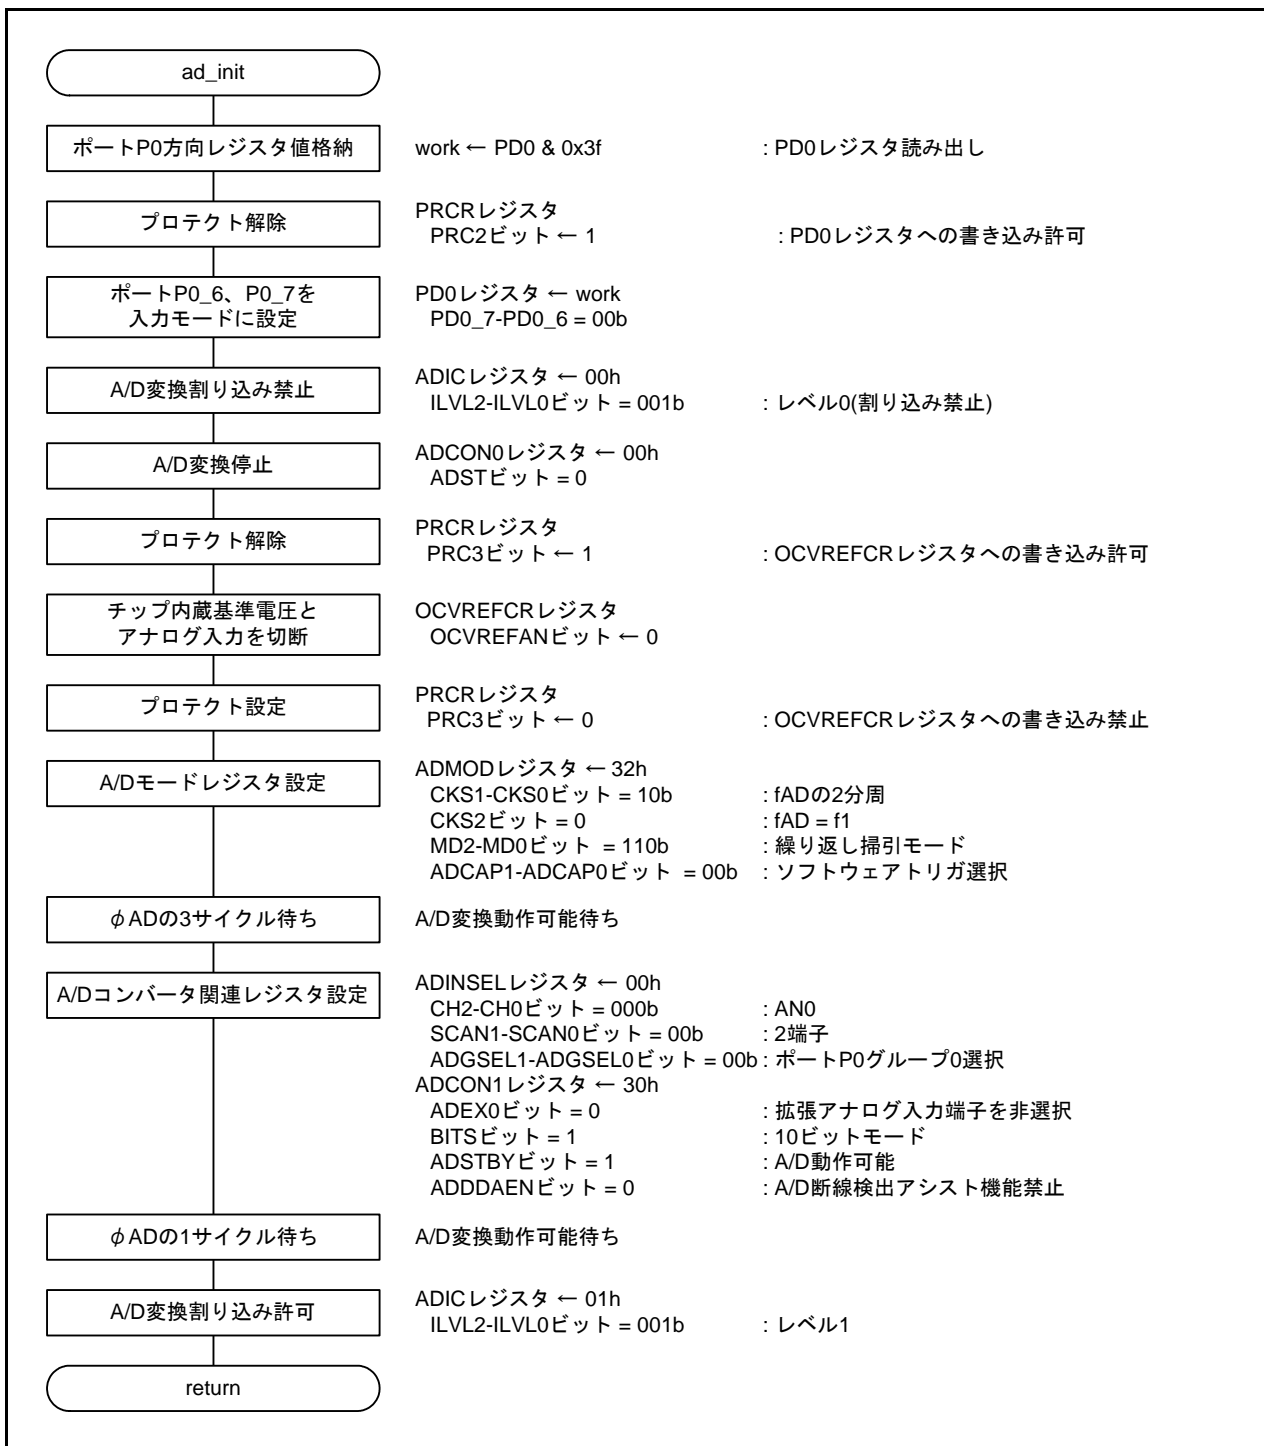 ad_init
ポートP0方向レジスタ値格納 work ← PD0 & 0x3f : PD0レジスタ読み出し
プロテクト解除 PRCRレジスタ
PRC2ビット ← 1 : PD0レジスタへの書き込み許可
ポートP0_6、P0_7を
入力モードに設定
PD0レジスタ ← work
PD0_7-PD0_6 = 00b
A/D変換割り込み禁止 ADICレジスタ ← 00h
ILVL2-ILVL0ビット = 001b : レベル0(割り込み禁止)
A/D変換停止 ADCON0レジスタ ← 00h
ADSTビット = 0
プロテクト解除 PRCRレジスタ
PRC3ビット ← 1 : OCVREFCRレジスタへの書き込み許可
チップ内蔵基準電圧と
アナログ入力を切断
OCVREFCRレジスタ
OCVREFANビット ← 0
プロテクト設定 PRCRレジスタ
PRC3ビット ← 0 : OCVREFCRレジスタへの書き込み禁止
A/Dモードレジスタ設定 ADMODレジスタ ← 32h
CKS1-CKS0ビット = 10b : fADの2分周
CKS2ビット = 0 : fAD = f1
MD2-MD0ビット = 110b : 繰り返し掃引モード
ADCAP1-ADCAP0ビット = 00b : ソフトウェアトリガ選択
φADの3サイクル待ち A/D変換動作可能待ち
A/Dコンバータ関連レジスタ設定 ADINSELレジスタ ← 00h
CH2-CH0ビット = 000b : AN0
SCAN1-SCAN0ビット = 00b : 2端子
ADGSEL1-ADGSEL0ビット = 00b : ポートP0グループ0選択
ADCON1レジスタ ← 30h
ADEX0ビット = 0 : 拡張アナログ入力端子を非選択
BITSビット = 1 : 10ビットモード
ADSTBYビット = 1 : A/D動作可能
ADDDAENビット = 0 : A/D断線検出アシスト機能禁止
φADの1サイクル待ち A/D変換動作可能待ち
A/D変換割り込み許可 ADICレジスタ ← 01h
ILVL2-ILVL0ビット = 001b : レベル1
return